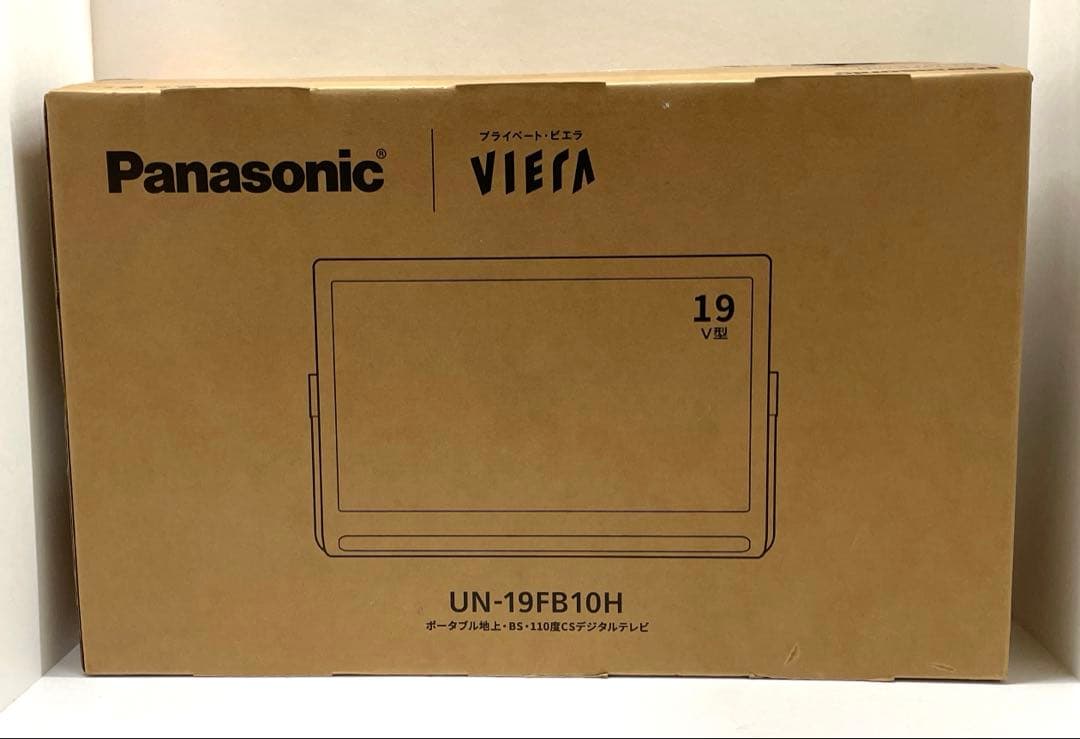 Panasonic®
プライベート・ビエラ
VIERA
19
V型
UN-19FB10H
ポータブル地上・BS・110度CSデジタルテレビ